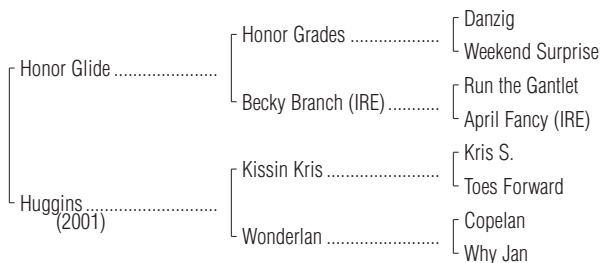 Danzig
Honor Grades ...................
Weekend Surprise
Honor Glide ......................
Run the Gantlet
Becky Branch (IRE) ...........
April Fancy (IRE)
Kris S.
Kissin Kris ........................
Toes Forward
Huggins ............................
(2001)
Copelan
Wonderlan ........................
Why Jan